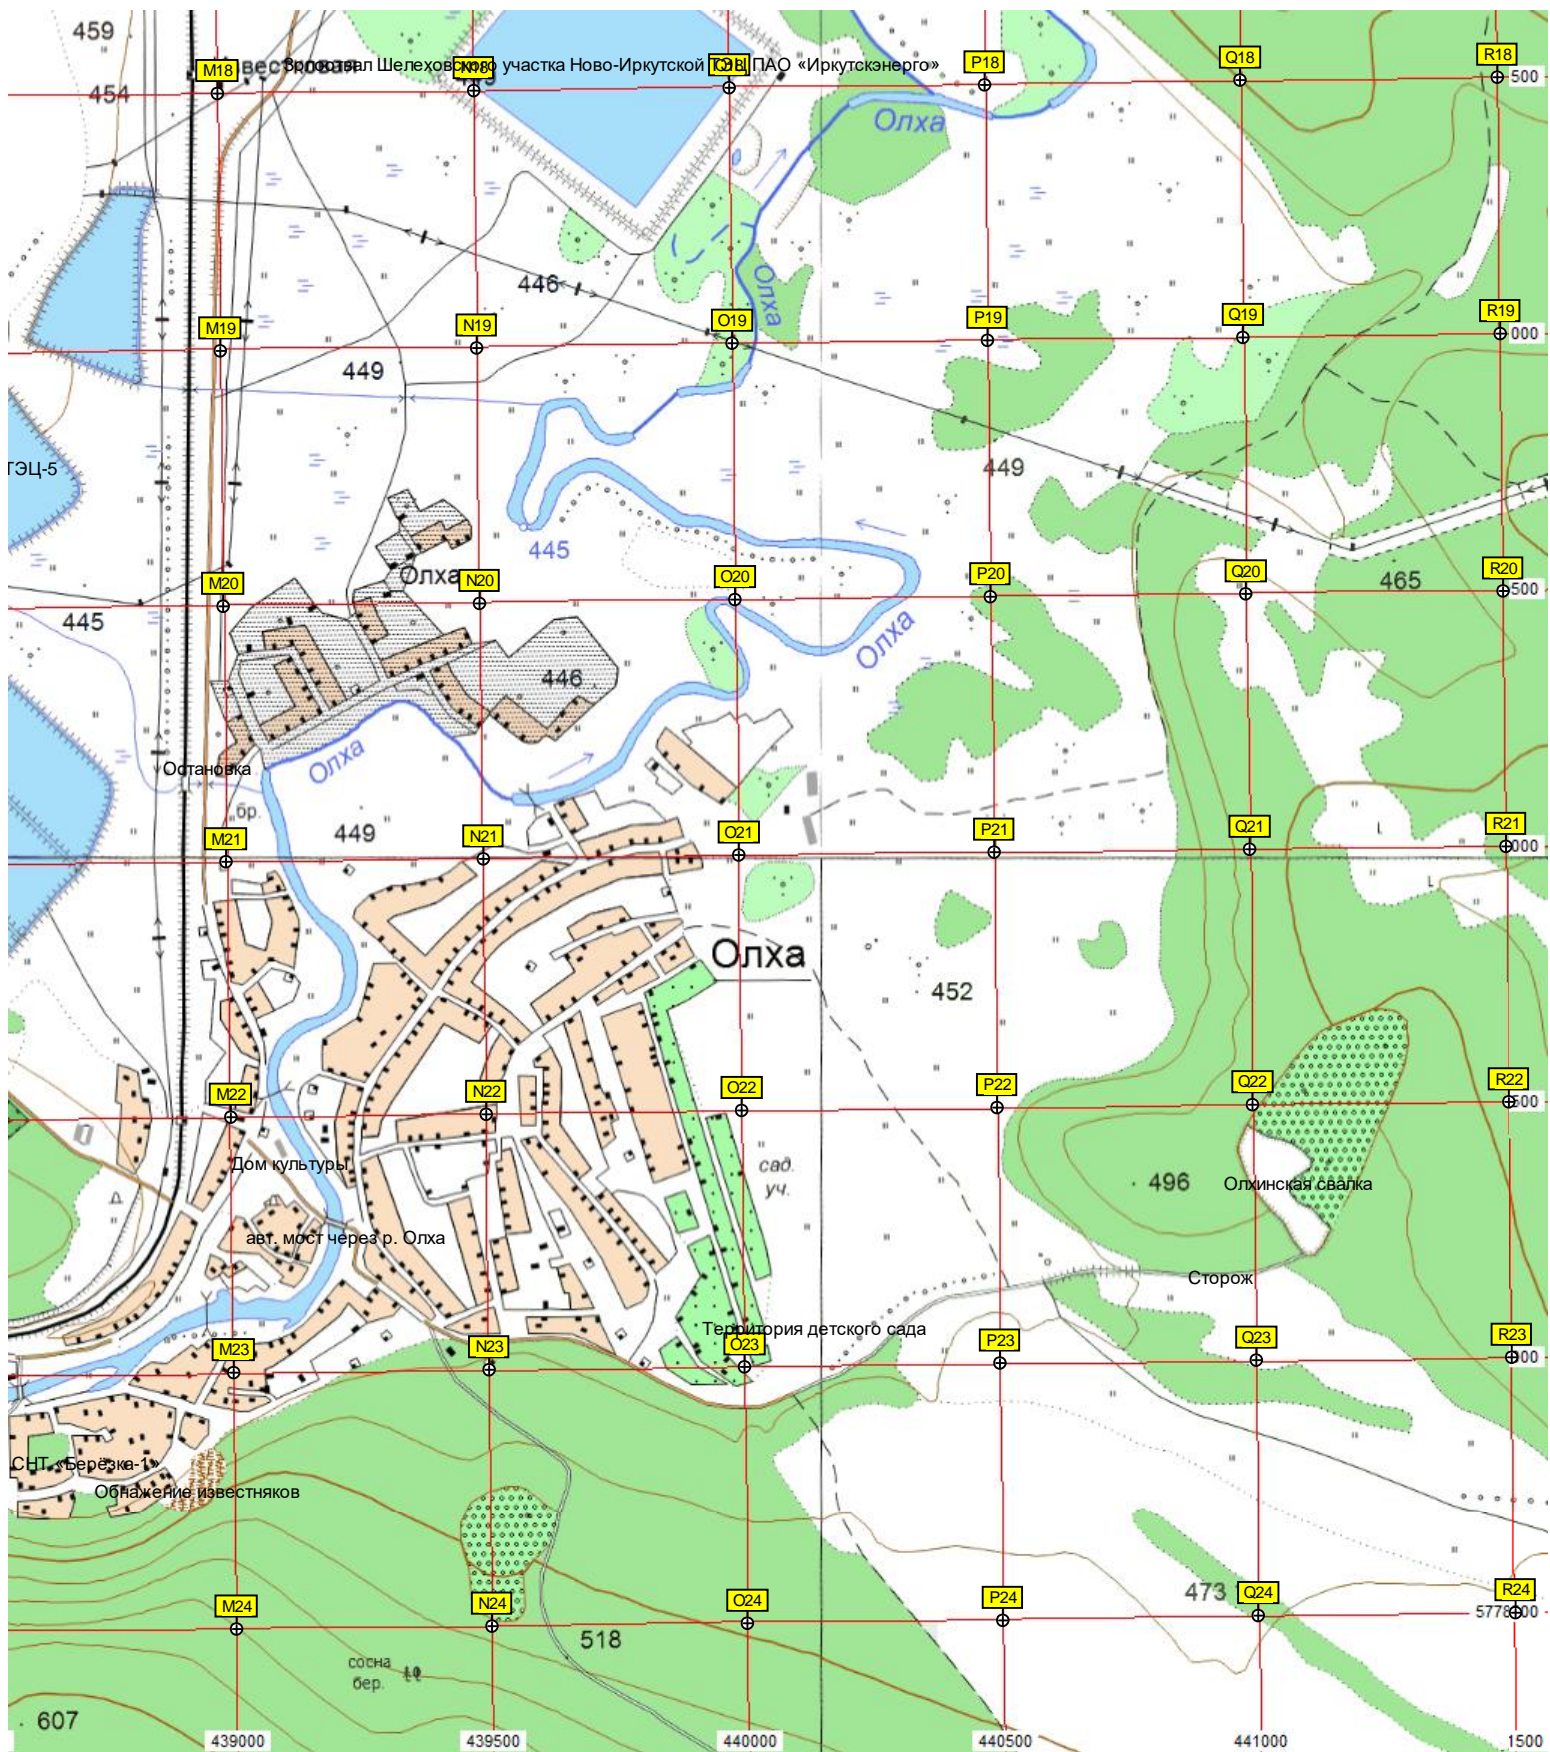 459
M18
N18
O18
P18
Q18
R18
Золоотвал Шелеховского участка Ново-Иркутской ТЭЦ ПАО «Иркутскэнерго»
500
454
Олха
446
Олха
M19
N19
O19
P19
Q19
R19
000
449
ТЭЦ-5
449
445
Олха
M20
N20
O20
P20
Q20
R20
465
500
445
Олха
446
Олха
Остановка
бр.
449
M21
N21
O21
P21
Q21
R21
000
Олха
452
M22
N22
O22
P22
Q22
R22
500
Дом культуры
сад.
уч.
496
Олхинская свалка
авт. мост через р. Олха
Сторож
Территория детского сада
M23
N23
O23
P23
Q23
R23
000
СНТ «Берёзка-1»
Обнажение известняков
M24
N24
O24
P24
473
Q24
R24
518
сосна
бер.
607
439000
439500
440000
440500
441000
1500